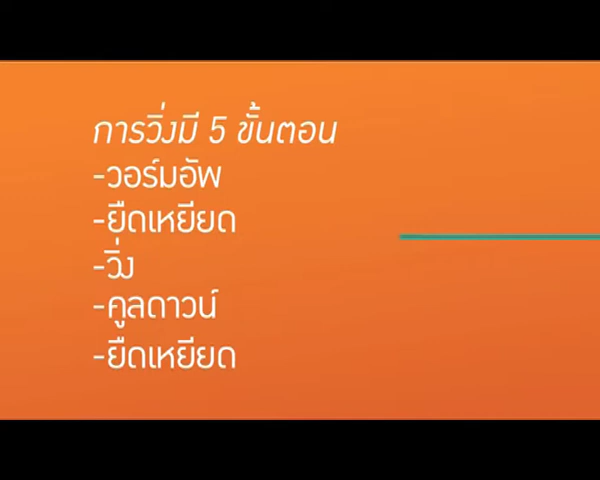 การวิ่งมี 5 ขั้นตอน
-วอร์มอัพ
-ยืดเหยียด
-วิ่ง
-คูลดาวน์
-ยืดเหยียด